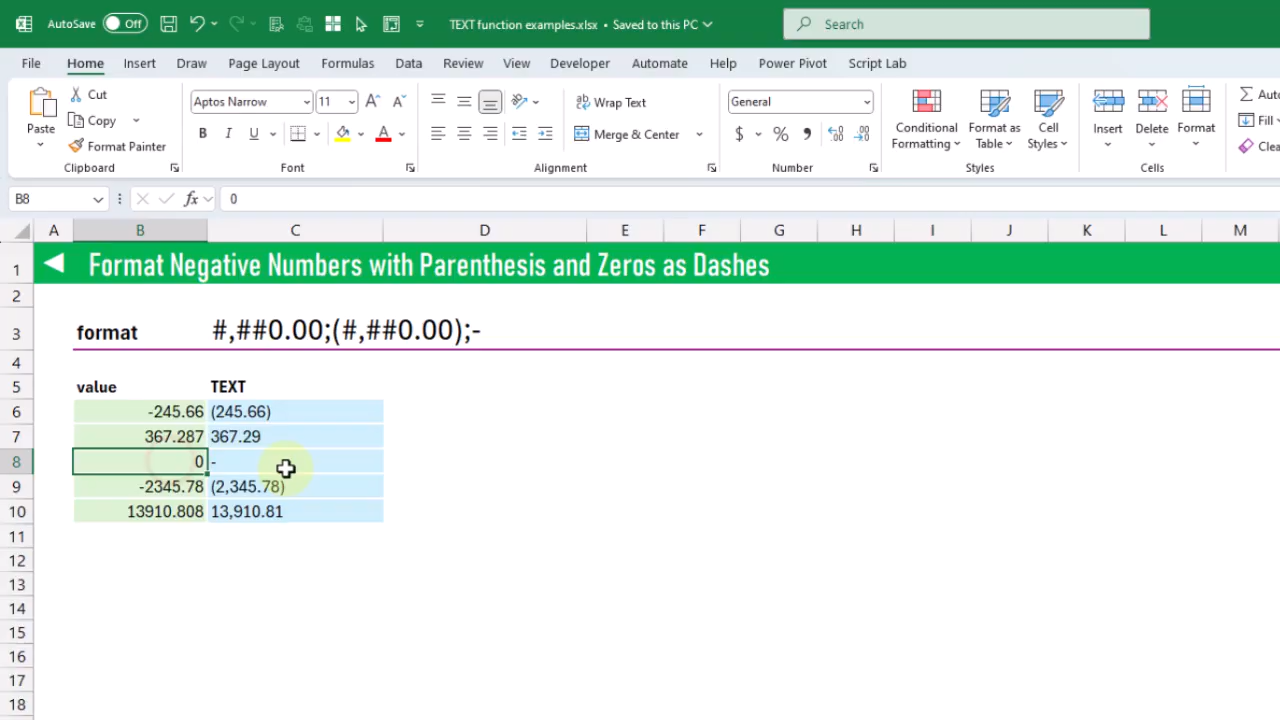 AutoSave Off TEXT function examples.xlsx • Saved to this PC Search
File Home Insert Draw Page Layout Formulas Data Review View Developer Automate Help Power Pivot Script Lab
Paste
Cut
Copy
Format Painter
Clipboard
Aptos Narrow 11
B I U
Font
Wrap Text
Merge & Center
Alignment
General
$ %
Number
Conditional Formatting
Format as Table
Cell Styles
Styles
Insert Delete Format
Cells
Fill
B8 fx 0
A B C D E F G H I J K L M
1 Format Negative Numbers with Parenthesis and Zeros as Dashes
2
3 format #,##0.00;(#,##0.00);-
4
5 value TEXT
6 -245.66 (245.66)
7 367.287 367.29
8 0 -
9 -2345.78 (2,345.78)
10 13910.808 13,910.81
11
12
13
14
15
16
17
18